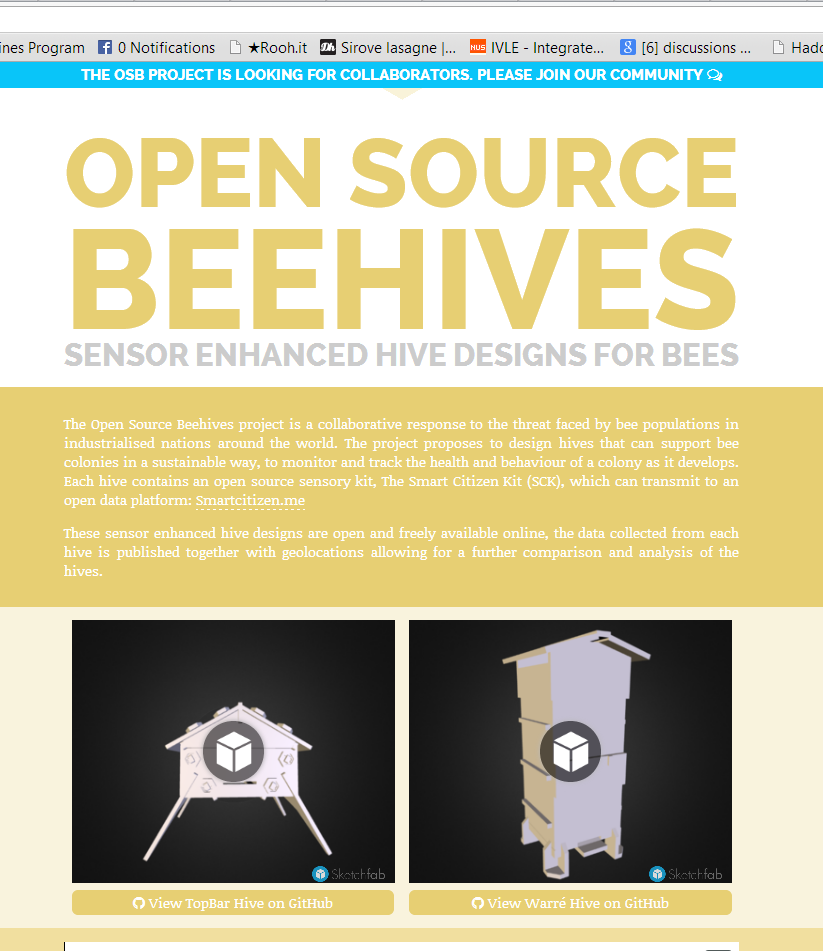 ines Program 0 Notifications ★Rooh.it Sirove lasagne |... IVLE - Integrate... [6] discussions ...
THE OSB PROJECT IS LOOKING FOR COLLABORATORS. PLEASE JOIN OUR COMMUNITY
OPEN SOURCE
BEEHIVES
SENSOR ENHANCED HIVE DESIGNS FOR BEES
The Open Source Beehives project is a collaborative response to the threat faced by bee populations in
industrialised nations around the world. The project proposes to design hives that can support bee
colonies in a sustainable way, to monitor and track the health and behaviour of a colony as it develops.
Each hive contains an open source sensory kit, The Smart Citizen Kit (SCK), which can transmit to an
open data platform: Smartcitizen.me
These sensor enhanced hive designs are open and freely available online, the data collected from each
hive is published together with geolocations allowing for a further comparison and analysis of the
hives.
Sketchfab Sketchfab
View TopBar Hive on GitHub View Warré Hive on GitHub